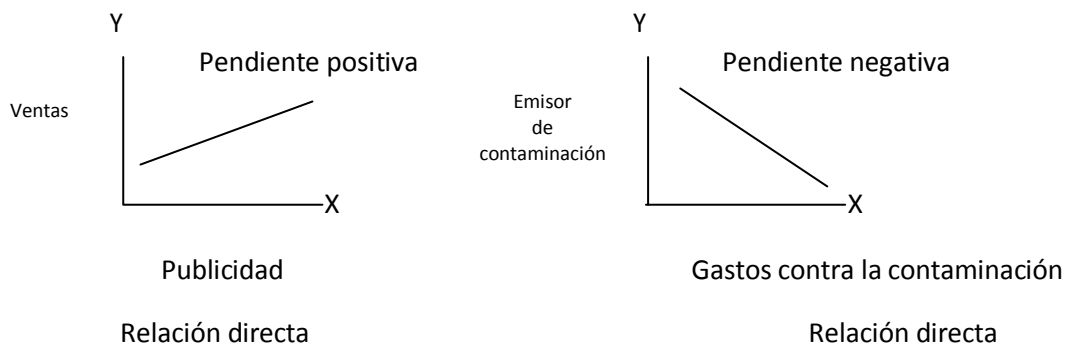 Y
Pendiente positiva
Ventas
X
Publicidad
Relación directa
Y
Pendiente negativa
Emisor
de
contaminación
X
Gastos contra la contaminación
Relación directa